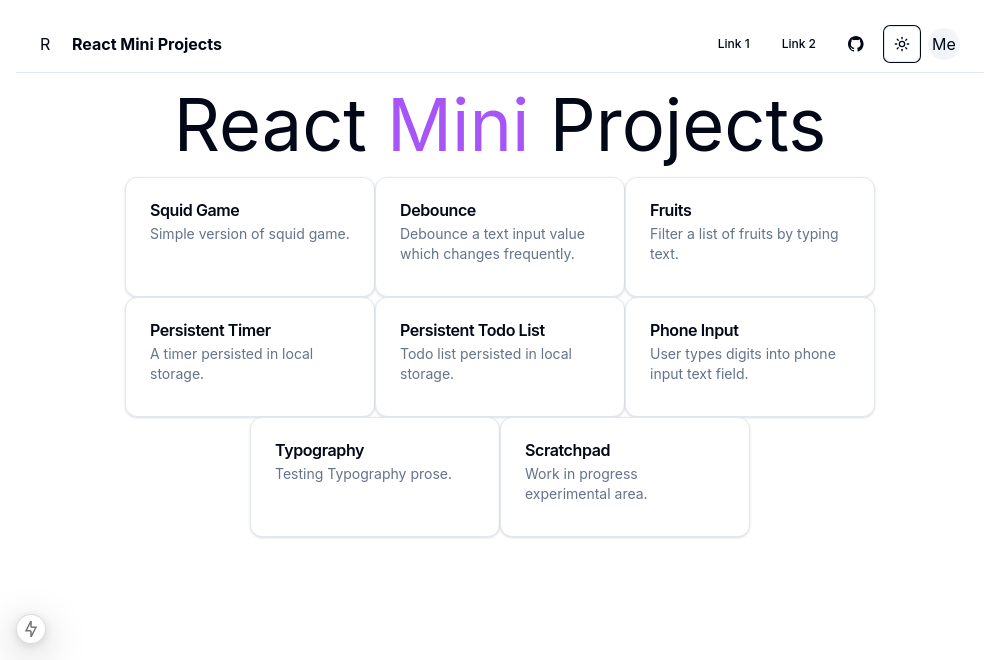 R React Mini Projects Link 1 Link 2 Me
React Mini Projects
Squid Game
Simple version of squid game.
Debounce
Debounce a text input value
which changes frequently.
Fruits
Filter a list of fruits by typing
text.
Persistent Timer
A timer persisted in local
storage.
Persistent Todo List
Todo list persisted in local
storage.
Phone Input
User types digits into phone
input text field.
Typography
Testing Typography prose.
Scratchpad
Work in progress
experimental area.